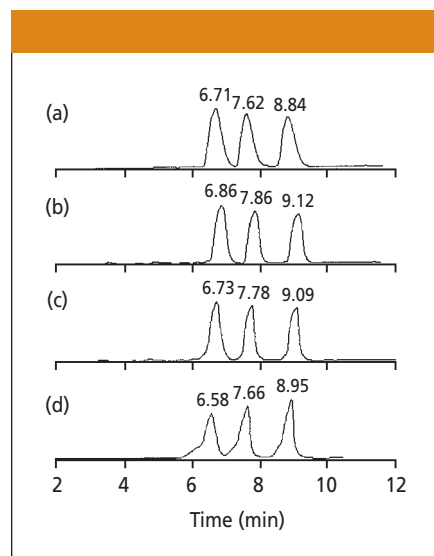 6.71 7.62 8.84
(a)
6.86 7.86 9.12
(b)
6.73 7.78 9.09
(c)
6.58 7.66 8.95
(d)
2 4 6 8 10 12
Time (min)